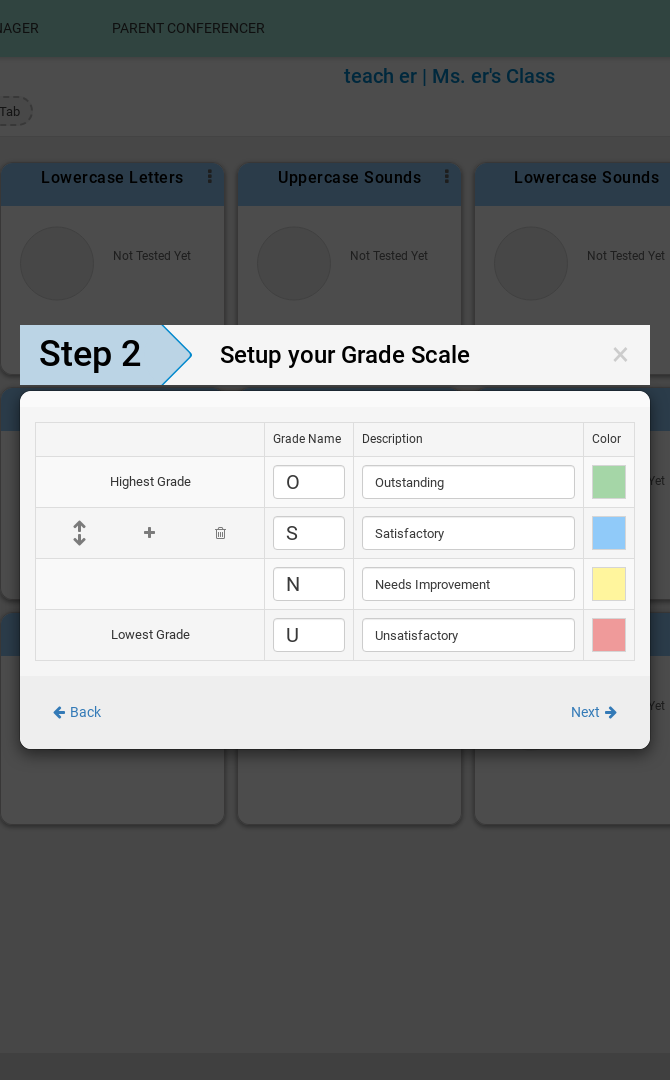 NAGER PARENT CONFERENCER
teach er | Ms. er's Class
Tab
Lowercase Letters Uppercase Sounds Lowercase Sounds
Not Tested Yet Not Tested Yet Not Tested Yet
Step 2 Setup your Grade Scale ×
Grade Name Description Color
Highest Grade O Outstanding
Yet
S Satisfactory
N Needs Improvement
Lowest Grade U Unsatisfactory
Back Next
Yet